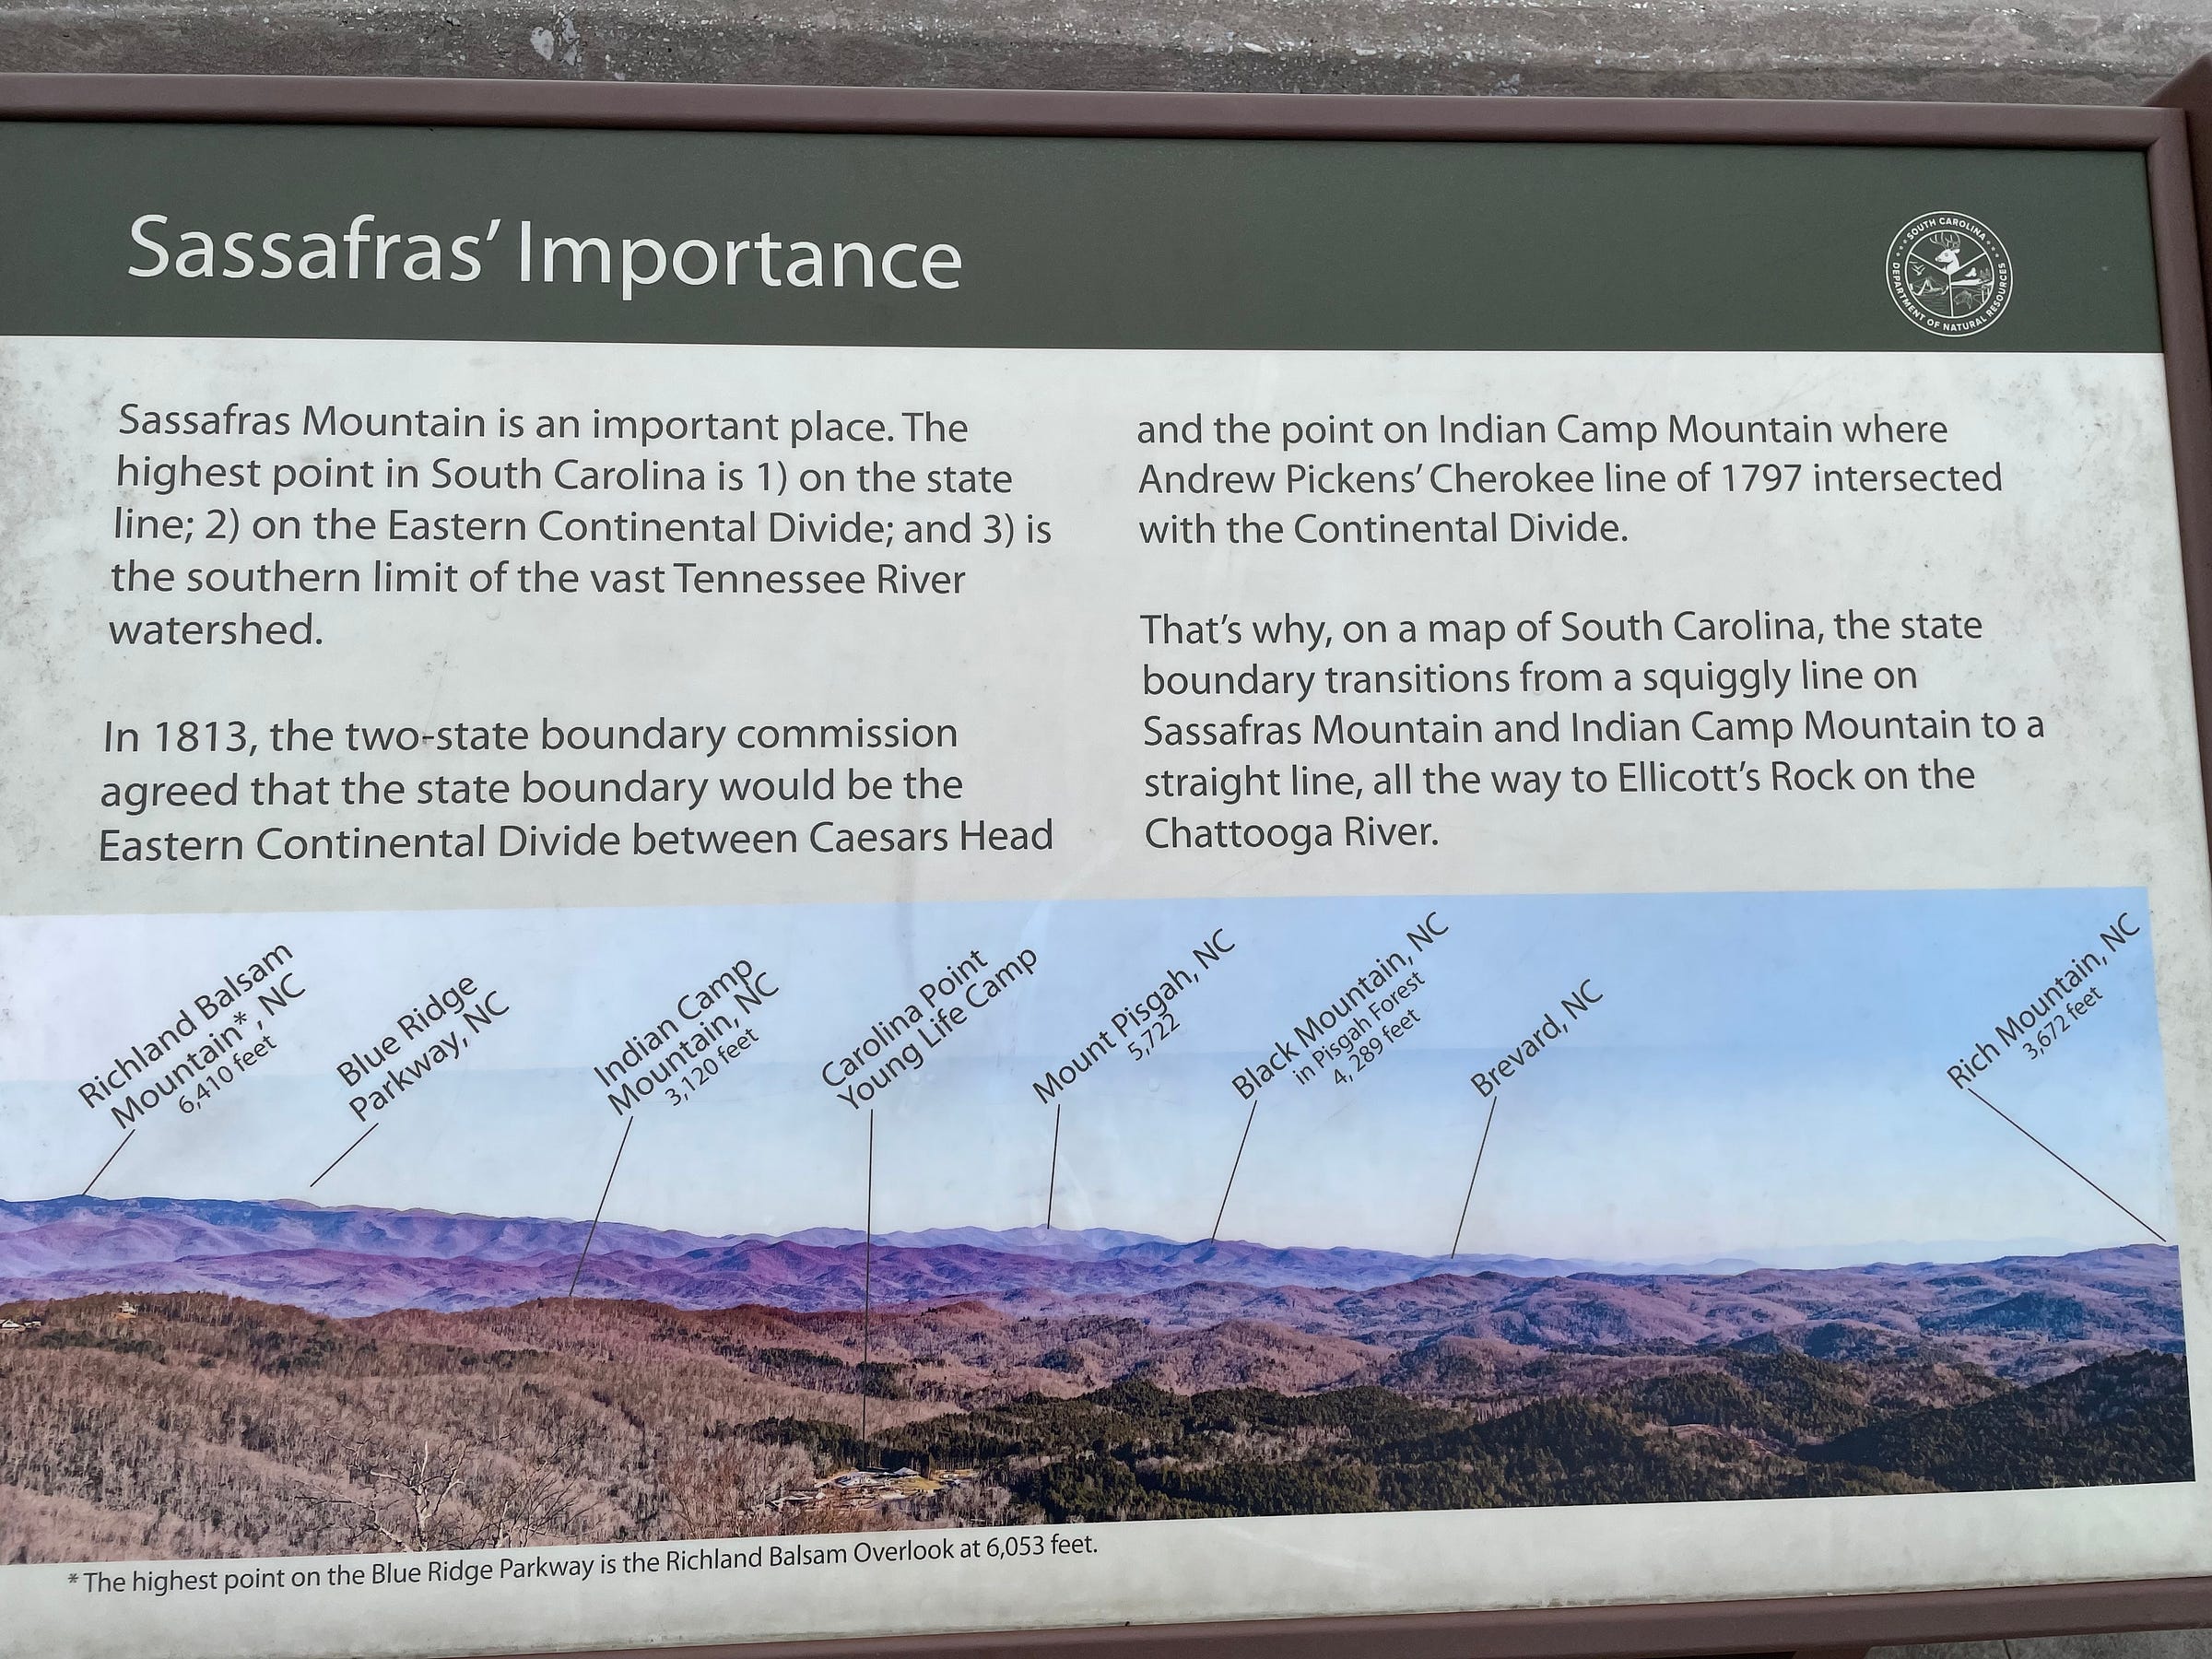 Sassafras' Importance
SOUTH CAROLINA
DEPARTMENT OF NATURAL RESOURCES
Sassafras Mountain is an important place. The
highest point in South Carolina is 1) on the state
line; 2) on the Eastern Continental Divide; and 3) is
the southern limit of the vast Tennessee River
watershed.
In 1813, the two-state boundary commission
agreed that the state boundary would be the
Eastern Continental Divide between Caesars Head
and the point on Indian Camp Mountain where
Andrew Pickens' Cherokee line of 1797 intersected
with the Continental Divide.
That's why, on a map of South Carolina, the state
boundary transitions from a squiggly line on
Sassafras Mountain and Indian Camp Mountain to a
straight line, all the way to Ellicott's Rock on the
Chattooga River.
Richland Balsam
Mountain*, NC
6,410 feet
Blue Ridge
Parkway, NC
Indian Camp
Mountain, NC
3,120 feet
Carolina Point
Young Life Camp
Mount Pisgah, NC
5,722
Black Mountain, NC
in Pisgah Forest
4, 289 feet
Brevard, NC
Rich Mountain, NC
3,672 feet
* The highest point on the Blue Ridge Parkway is the Richland Balsam Overlook at 6,053 feet.